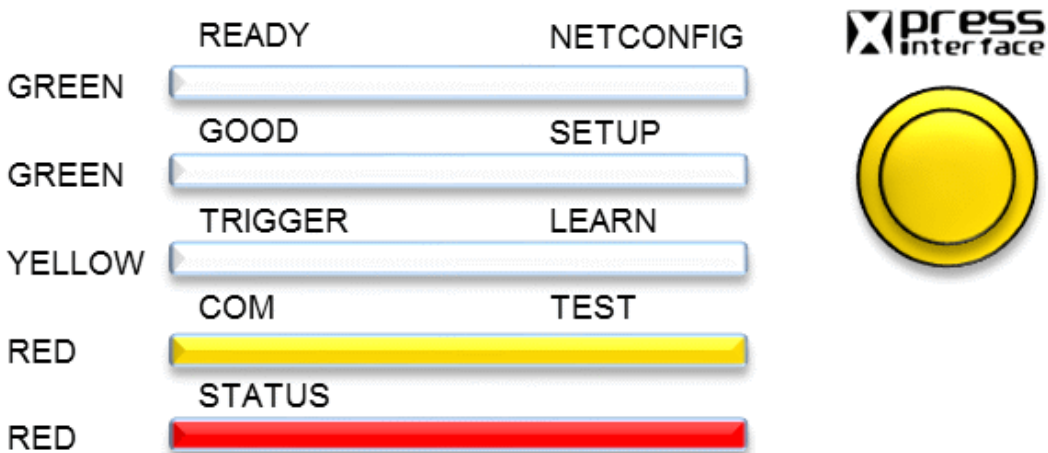 READY NETCONFIG
Xpress
interface
GREEN
GOOD SETUP
GREEN
TRIGGER LEARN
YELLOW
COM TEST
RED
STATUS
RED